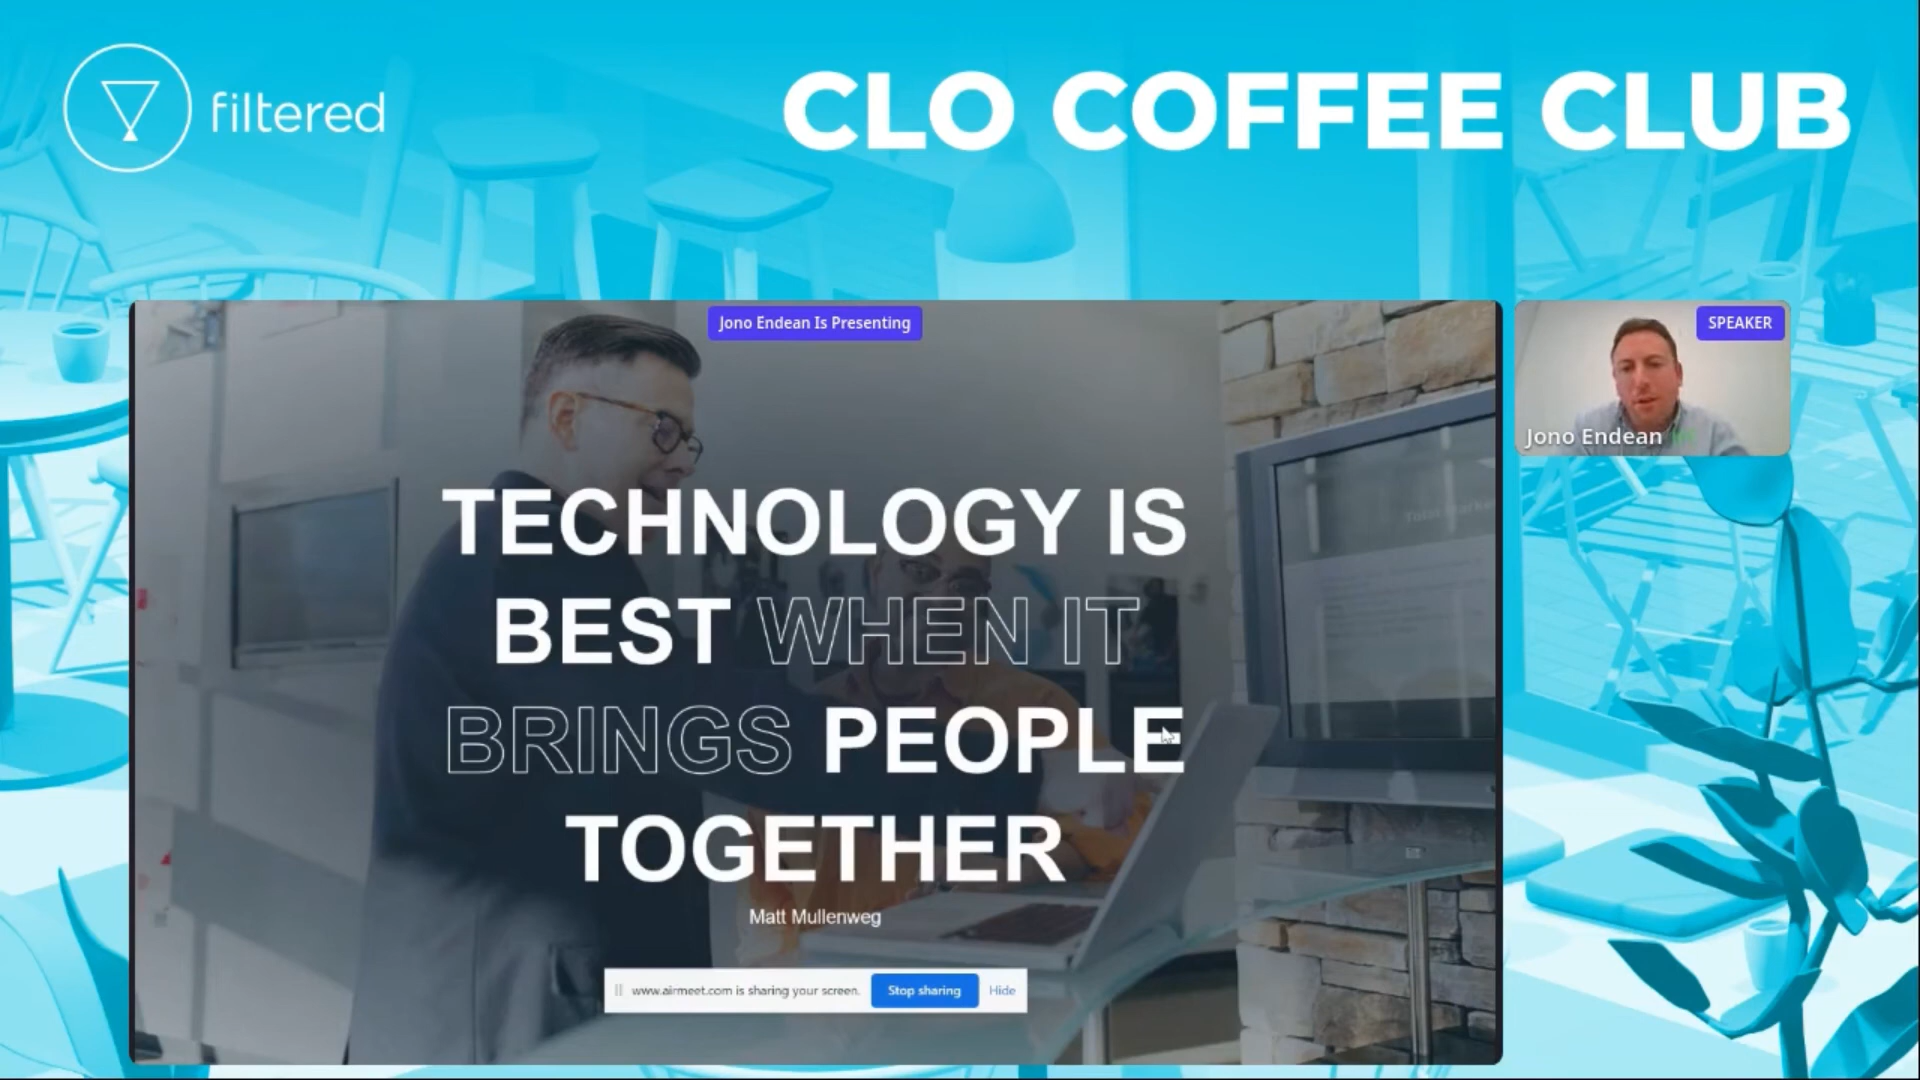 filtered
CLO COFFEE CLUB
Jono Endean Is Presenting
SPEAKER
Jono Endean
TECHNOLOGY IS
BEST WHEN IT
BRINGS PEOPLE
TOGETHER
Matt Mullenweg
www.airmeet.com is sharing your screen.
Stop sharing
Hide